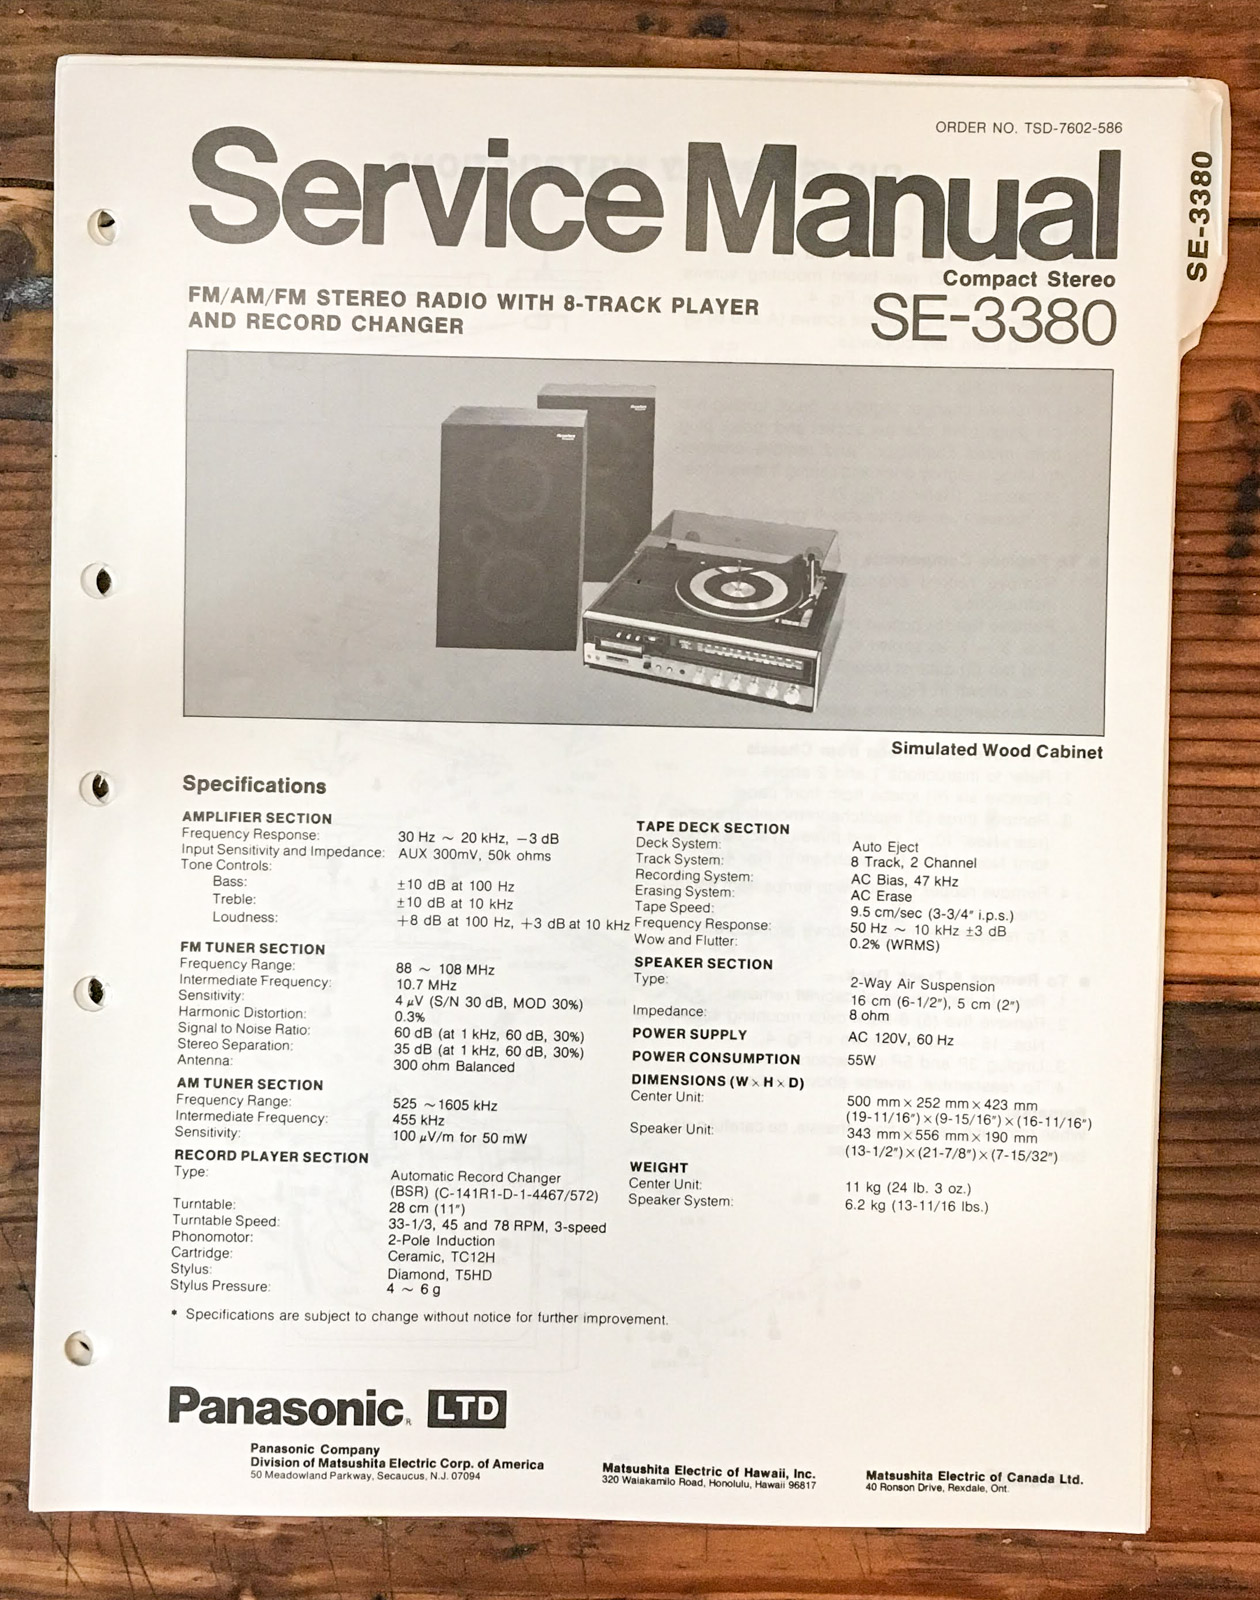 ORDER NO. TSD-7602-586
Service Manual
SE-3380
Compact Stereo
FM/AM/FM STEREO RADIO WITH 8-TRACK PLAYER
AND RECORD CHANGER
SE-3380
Simulated Wood Cabinet
Specifications
AMPLIFIER SECTION
Frequency Response: 30 Hz ~ 20 kHz, −3 dB
Input Sensitivity and Impedance: AUX 300mV, 50k ohms
Tone Controls:
Bass: ±10 dB at 100 Hz
Treble: ±10 dB at 10 kHz
Loudness: +8 dB at 100 Hz, +3 dB at 10 kHz
FM TUNER SECTION
Frequency Range: 88 ~ 108 MHz
Intermediate Frequency: 10.7 MHz
Sensitivity: 4 μV (S/N 30 dB, MOD 30%)
Harmonic Distortion: 0.3%
Signal to Noise Ratio: 60 dB (at 1 kHz, 60 dB, 30%)
Stereo Separation: 35 dB (at 1 kHz, 60 dB, 30%)
Antenna: 300 ohm Balanced
AM TUNER SECTION
Frequency Range: 525 ~ 1605 kHz
Intermediate Frequency: 455 kHz
Sensitivity: 100 μV/m for 50 mW
RECORD PLAYER SECTION
Type: Automatic Record Changer
(BSR) (C-141R1-D-1-4467/572)
Turntable: 28 cm (11")
Turntable Speed: 33-1/3, 45 and 78 RPM, 3-speed
Phonomotor: 2-Pole Induction
Cartridge: Ceramic, TC12H
Stylus: Diamond, T5HD
Stylus Pressure: 4 ~ 6 g
TAPE DECK SECTION
Deck System: Auto Eject
Track System: 8 Track, 2 Channel
Recording System: AC Bias, 47 kHz
Erasing System: AC Erase
Tape Speed: 9.5 cm/sec (3-3/4" i.p.s.)
Frequency Response: 50 Hz ~ 10 kHz ±3 dB
Wow and Flutter: 0.2% (WRMS)
SPEAKER SECTION
Type: 2-Way Air Suspension
16 cm (6-1/2"), 5 cm (2")
Impedance: 8 ohm
POWER SUPPLY AC 120V, 60 Hz
POWER CONSUMPTION 55W
DIMENSIONS (W×H×D)
Center Unit: 500 mm×252 mm×423 mm
(19-11/16")×(9-15/16")×(16-11/16")
Speaker Unit: 343 mm×556 mm×190 mm
(13-1/2")×(21-7/8")×(7-15/32")
WEIGHT
Center Unit: 11 kg (24 lb. 3 oz.)
Speaker System: 6.2 kg (13-11/16 lbs.)
* Specifications are subject to change without notice for further improvement.
Panasonic® LTD
Panasonic Company
Division of Matsushita Electric Corp. of America
50 Meadowland Parkway, Secaucus, N.J. 07094
Matsushita Electric of Hawaii, Inc.
320 Waiakamilo Road, Honolulu, Hawaii 96817
Matsushita Electric of Canada Ltd.
40 Ronson Drive, Rexdale, Ont.